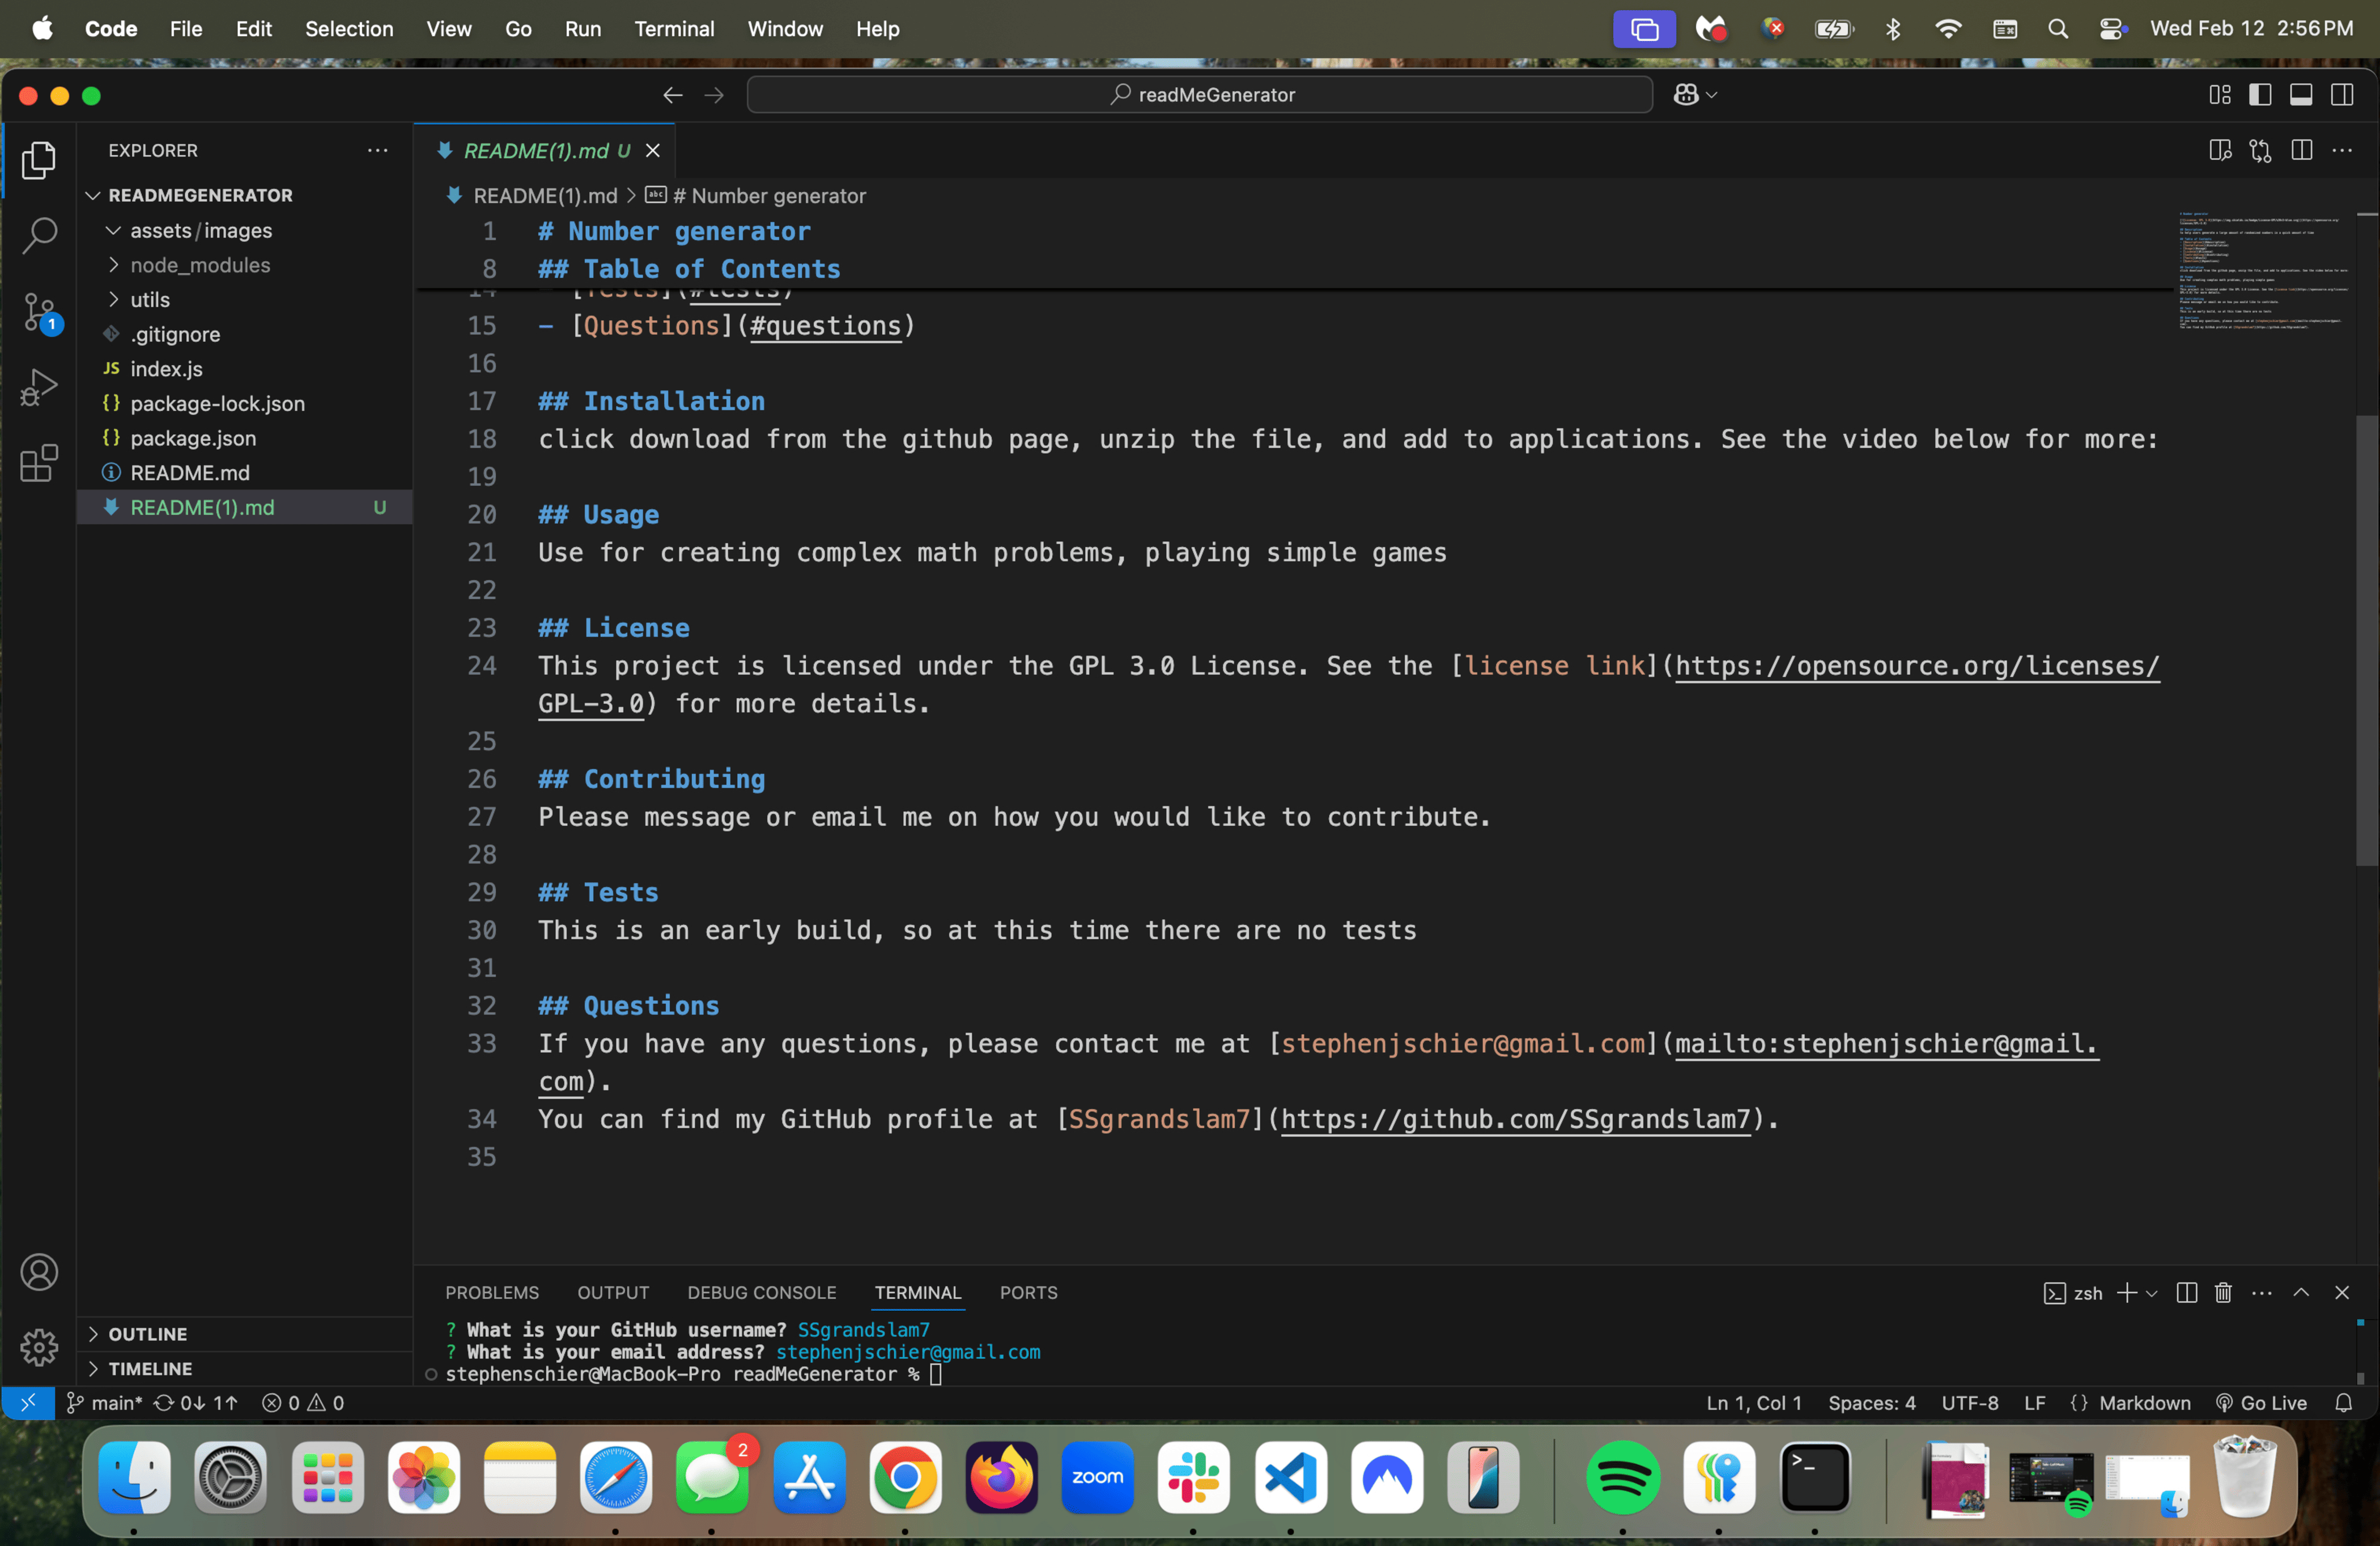 Code File Edit Selection View Go Run Terminal Window Help Wed Feb 12 2:56 PM
readMeGenerator
EXPLORER
READMEGENERATOR
assets/images
node_modules
utils
.gitignore
JS index.js
{} package-lock.json
{} package.json
README.md
README(1).md U
OUTLINE
TIMELINE
1
README(1).md U
README(1).md > abc # Number generator
1 # Number generator
8 ## Table of Contents
14 - [Tests](#tests)
15 - [Questions](#questions)
16
17 ## Installation
18 click download from the github page, unzip the file, and add to applications. See the video below for more:
19
20 ## Usage
21 Use for creating complex math problems, playing simple games
22
23 ## License
24 This project is licensed under the GPL 3.0 License. See the [license link](https://opensource.org/licenses/
GPL-3.0) for more details.
25
26 ## Contributing
27 Please message or email me on how you would like to contribute.
28
29 ## Tests
30 This is an early build, so at this time there are no tests
31
32 ## Questions
33 If you have any questions, please contact me at [stephenjschier@gmail.com](mailto:stephenjschier@gmail.
com).
34 You can find my GitHub profile at [SSgrandslam7](https://github.com/SSgrandslam7).
35
PROBLEMS OUTPUT DEBUG CONSOLE TERMINAL PORTS zsh
? What is your GitHub username? SSgrandslam7
? What is your email address? stephenjschier@gmail.com
stephenschier@MacBook-Pro readMeGenerator %
main* 0↓ 1↑ 0 0 Ln 1, Col 1 Spaces: 4 UTF-8 LF {} Markdown Go Live
2
zoom